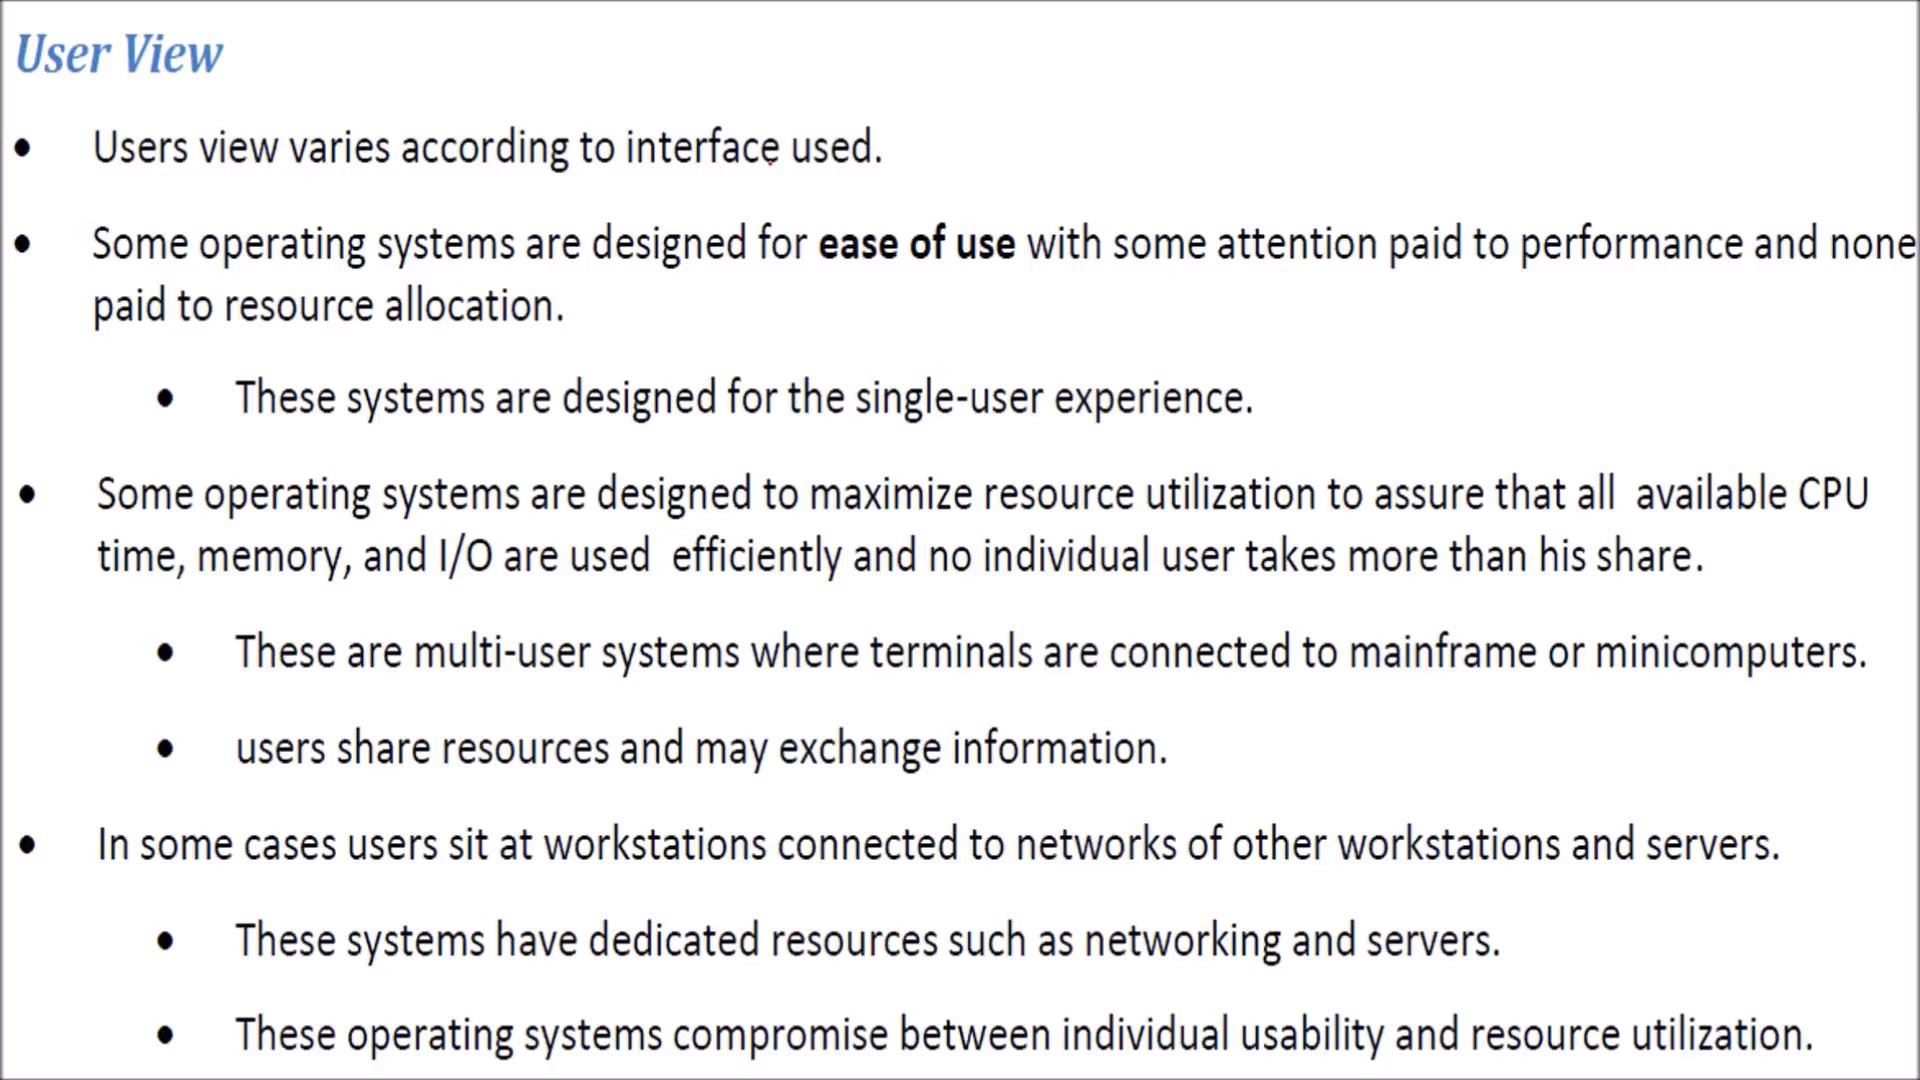 User View
• Users view varies according to interface used.
• Some operating systems are designed for ease of use with some attention paid to performance and none
paid to resource allocation.
• These systems are designed for the single-user experience.
• Some operating systems are designed to maximize resource utilization to assure that all available CPU
time, memory, and I/O are used efficiently and no individual user takes more than his share.
• These are multi-user systems where terminals are connected to mainframe or minicomputers.
• users share resources and may exchange information.
• In some cases users sit at workstations connected to networks of other workstations and servers.
• These systems have dedicated resources such as networking and servers.
• These operating systems compromise between individual usability and resource utilization.